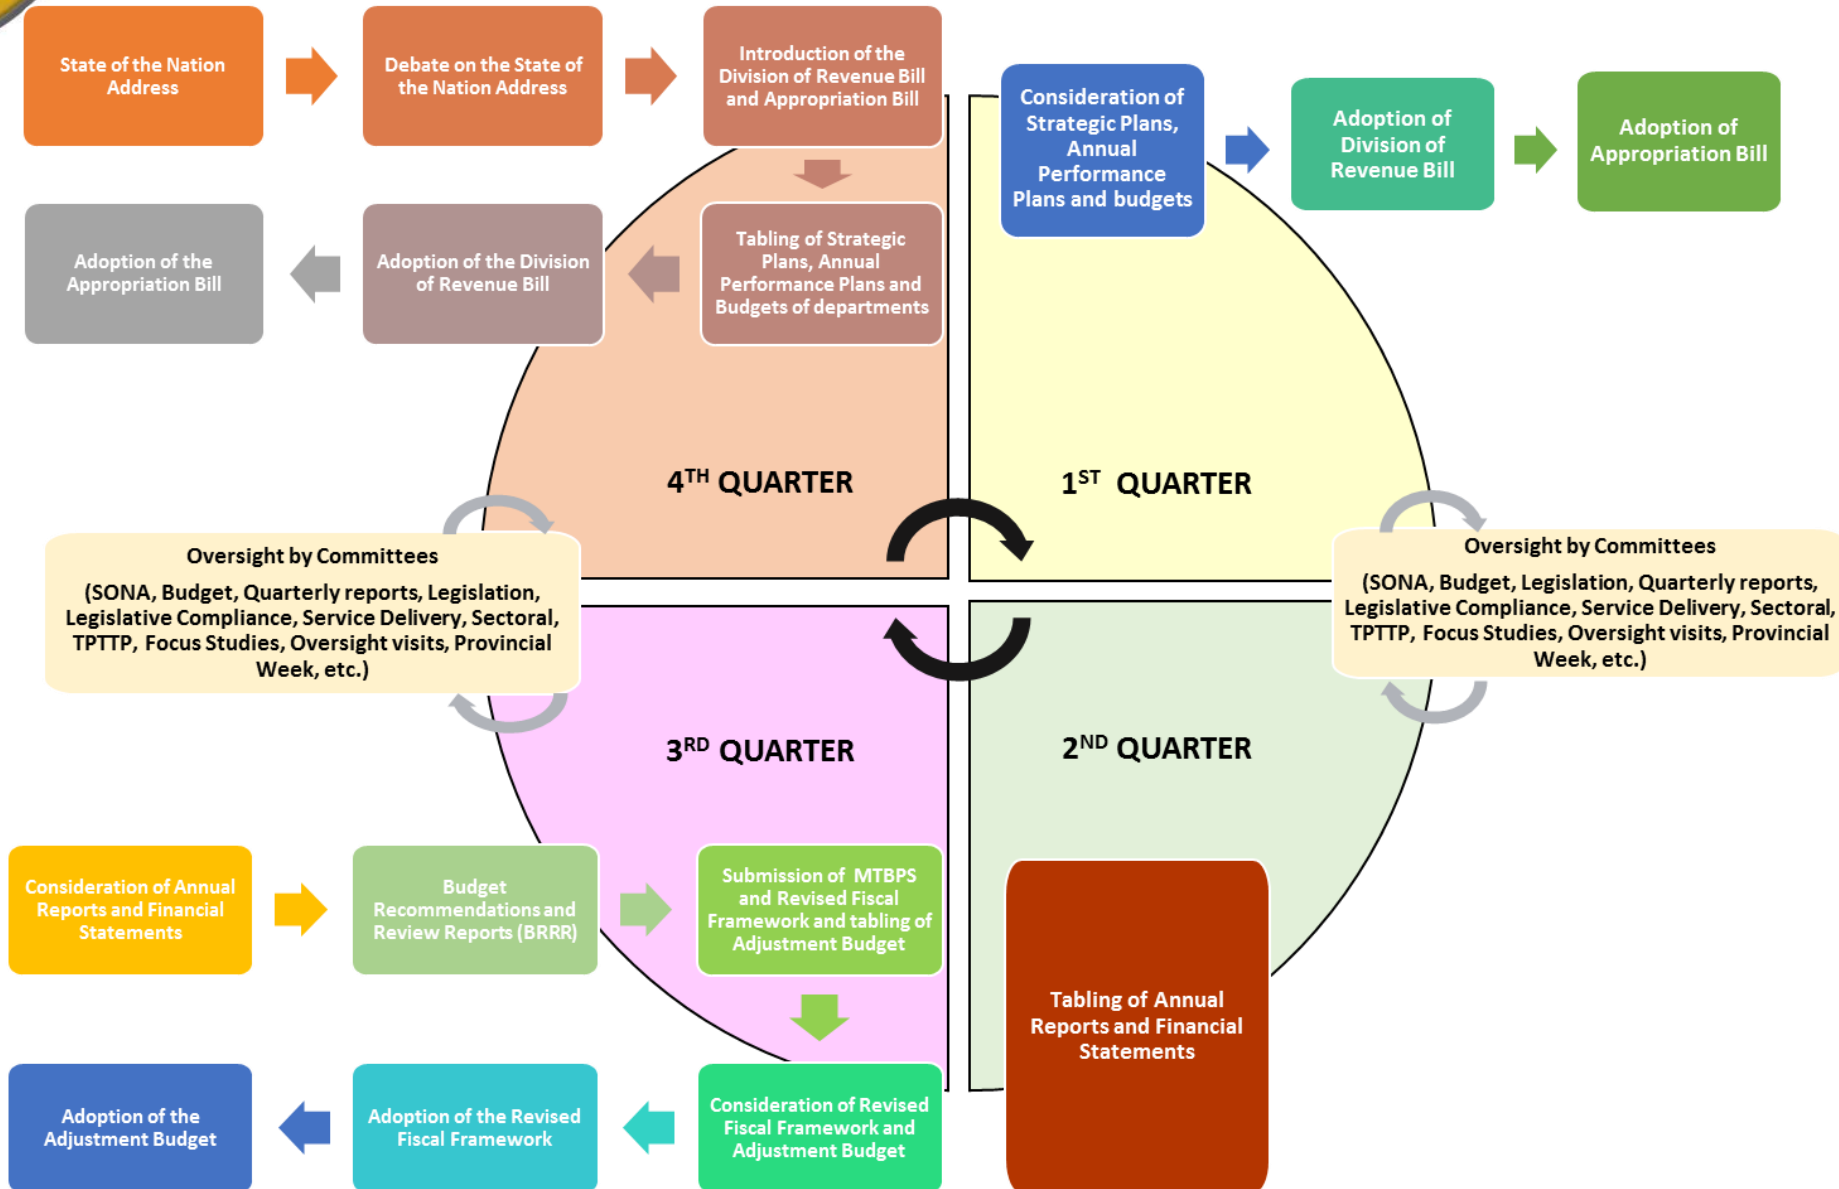 State of the Nation
Address
Debate on the State of
the Nation Address
Introduction of the
Division of Revenue Bill
and Appropriation Bill
Consideration of
Strategic Plans,
Annual
Performance
Plans and budgets
Adoption of
Division of
Revenue Bill
Adoption of
Appropriation Bill
Adoption of the
Appropriation Bill
Adoption of the Division
of Revenue Bill
Tabling of Strategic
Plans, Annual
Performance Plans and
Budgets of departments
4TH QUARTER
1ST QUARTER
Oversight by Committees
(SONA, Budget, Quarterly reports, Legislation,
Legislative Compliance, Service Delivery, Sectoral,
TPTTP, Focus Studies, Oversight visits, Provincial
Week, etc.)
Oversight by Committees
(SONA, Budget, Legislation, Quarterly reports,
Legislative Compliance, Service Delivery, Sectoral,
TPTTP, Focus Studies, Oversight visits, Provincial
Week, etc.)
3RD QUARTER
2ND QUARTER
Consideration of Annual
Reports and Financial
Statements
Budget
Recommendations and
Review Reports (BRRR)
Submission of MTBPS
and Revised Fiscal
Framework and tabling of
Adjustment Budget
Tabling of Annual
Reports and Financial
Statements
Adoption of the
Adjustment Budget
Adoption of the Revised
Fiscal Framework
Consideration of Revised
Fiscal Framework and
Adjustment Budget